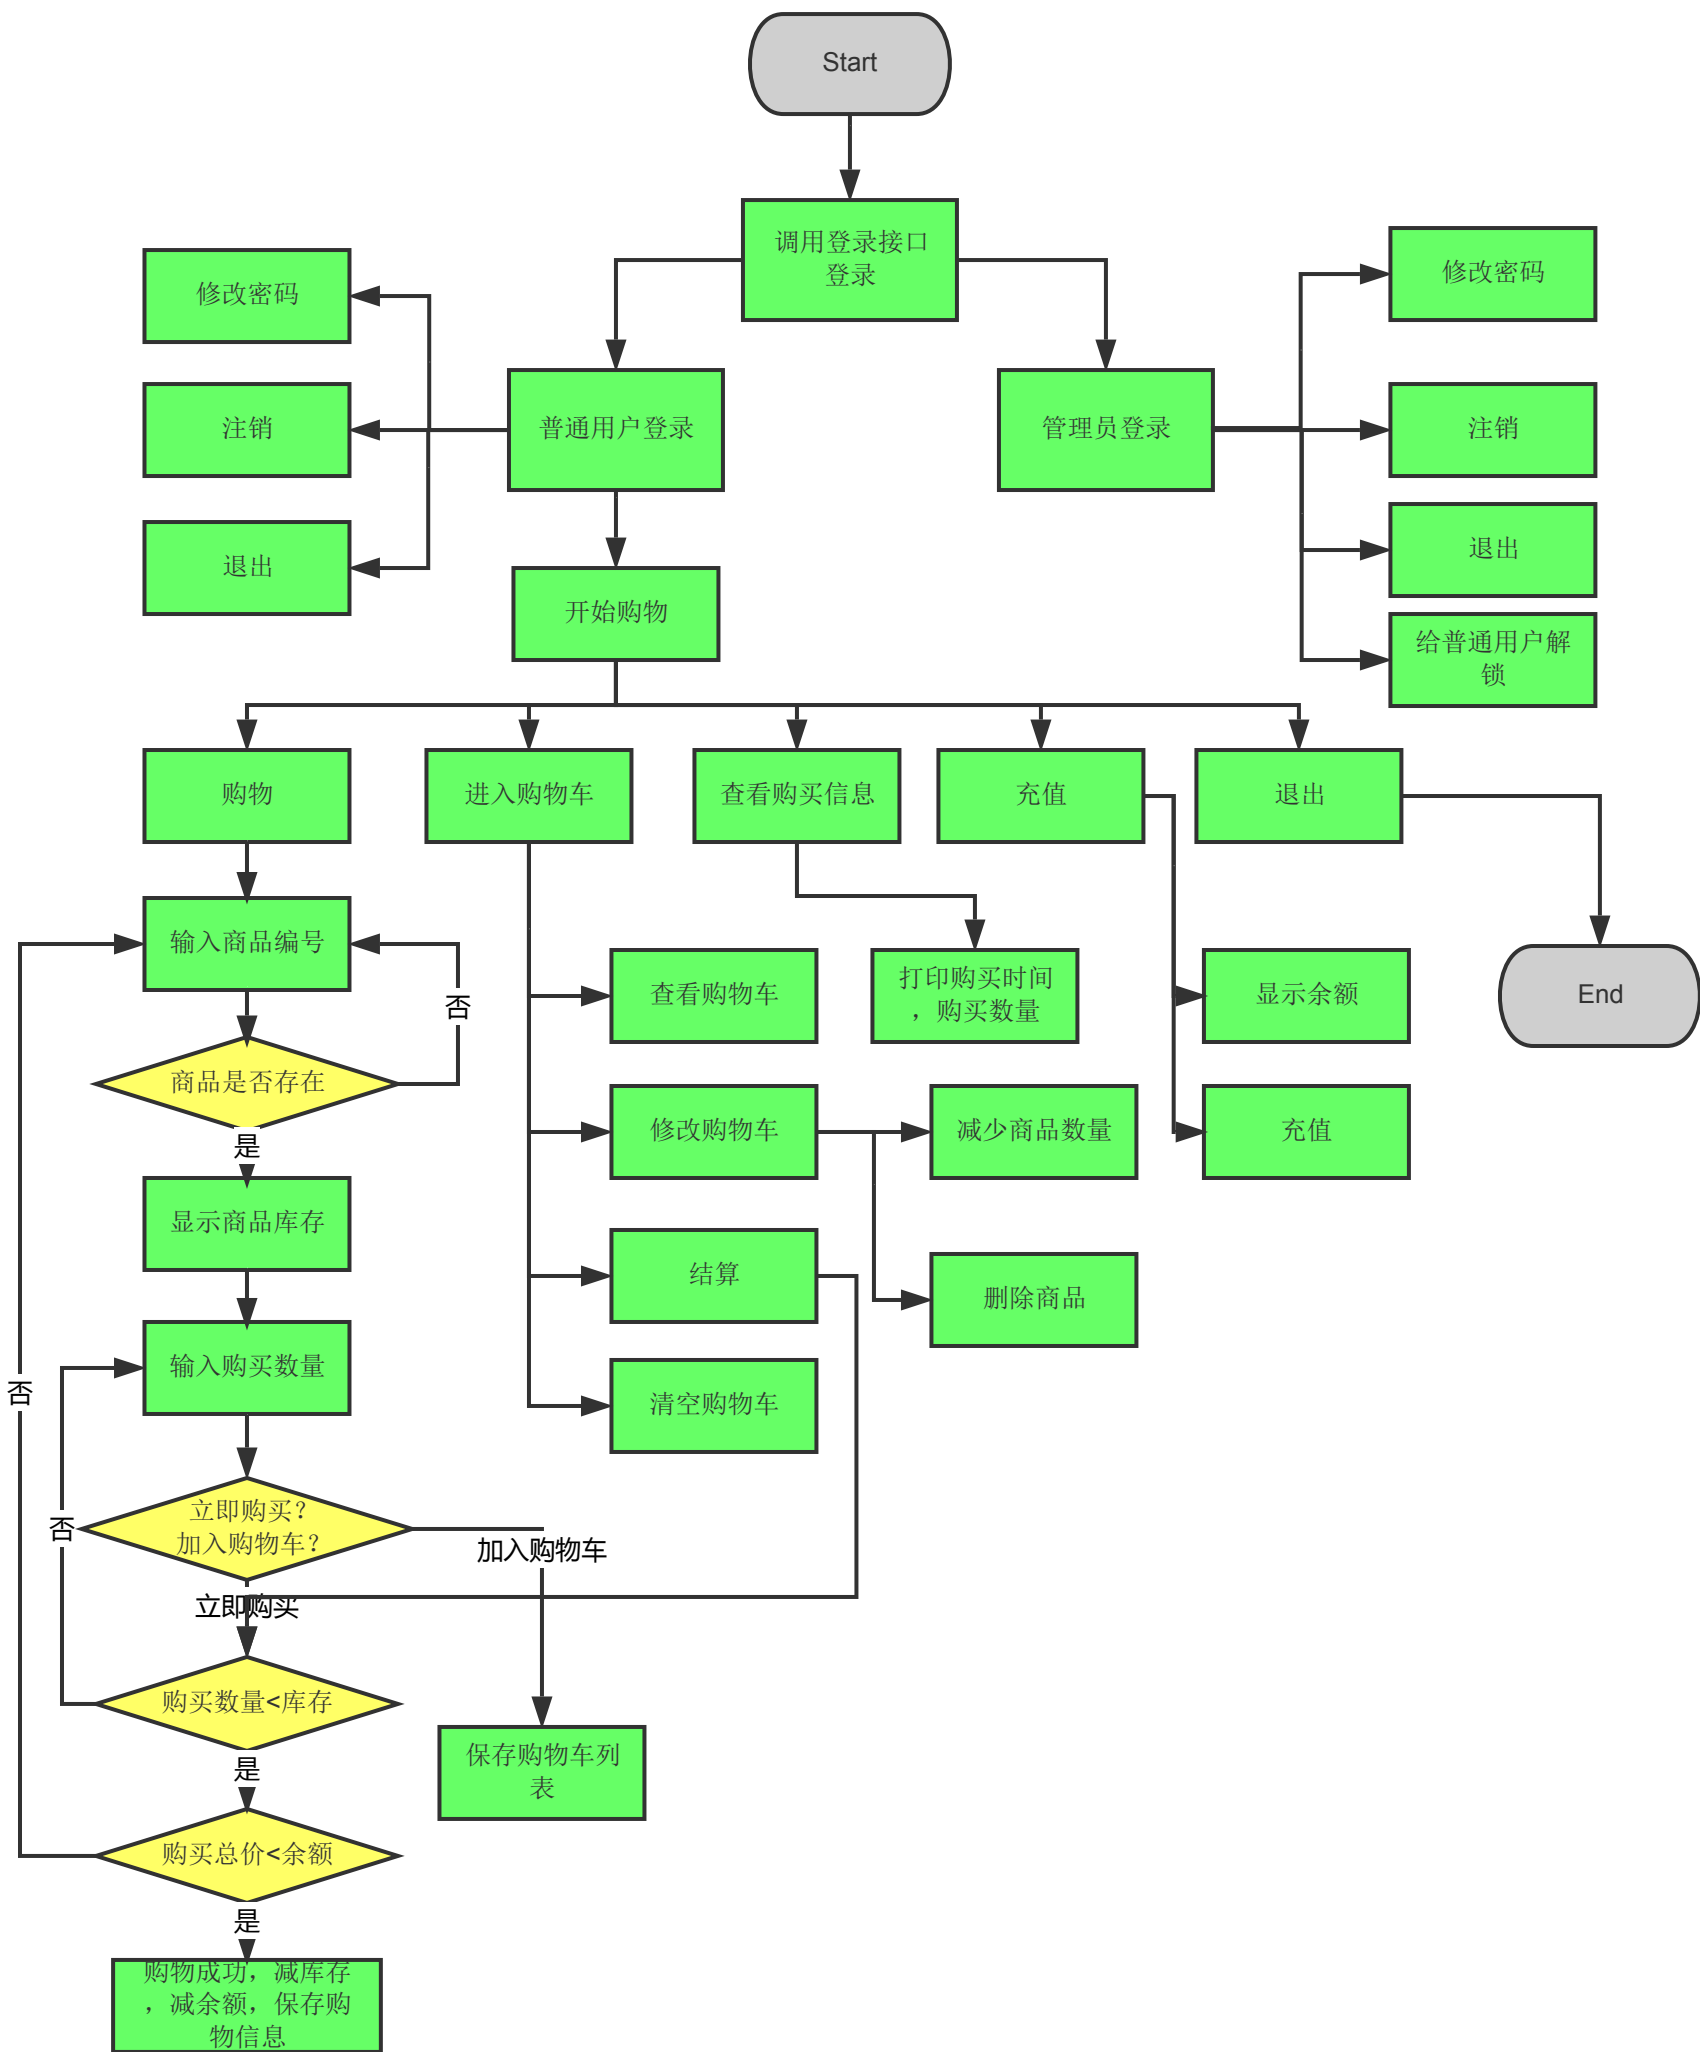 Start
调用登录接口
登录
修改密码
修改密码
注销
普通用户登录
管理员登录
注销
退出
退出
开始购物
给普通用户解
锁
购物
进入购物车
查看购买信息
充值
退出
输入商品编号
否
查看购物车
打印购买时间
，购买数量
显示余额
End
商品是否存在
是
修改购物车
减少商品数量
充值
显示商品库存
结算
删除商品
输入购买数量
否
清空购物车
立即购买？
加入购物车？
否
加入购物车
立即购买
购买数量<库存
是
保存购物车列
表
购买总价<余额
是
购物成功，减库存
，减余额，保存购
物信息